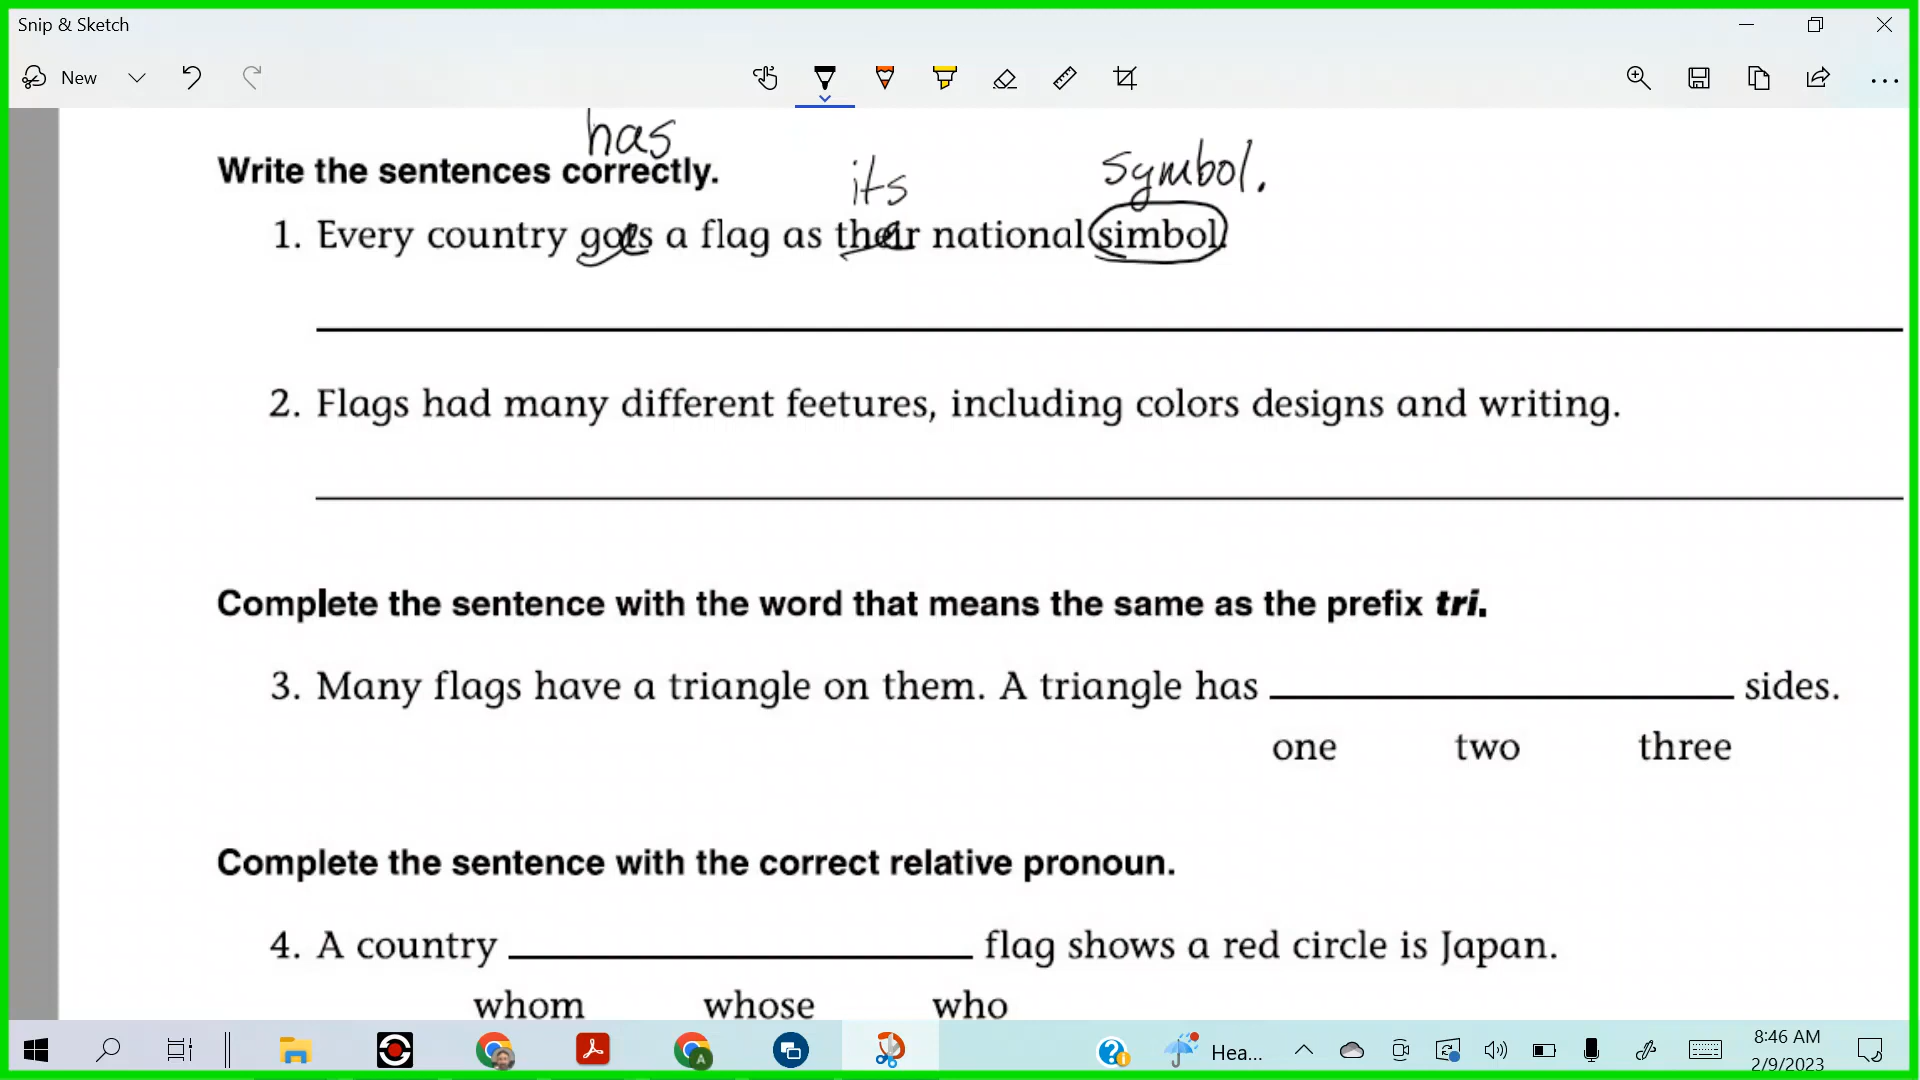 Snip & Sketch
New
has
Write the sentences correctly.
its
symbol.
1. Every country gots a flag as their national simbol.
2. Flags had many different feetures, including colors designs and writing.
Complete the sentence with the word that means the same as the prefix tri.
3. Many flags have a triangle on them. A triangle has ____ sides.
one two three
Complete the sentence with the correct relative pronoun.
4. A country ____ flag shows a red circle is Japan.
whom whose who
Hea...
8:46 AM
2/9/2023